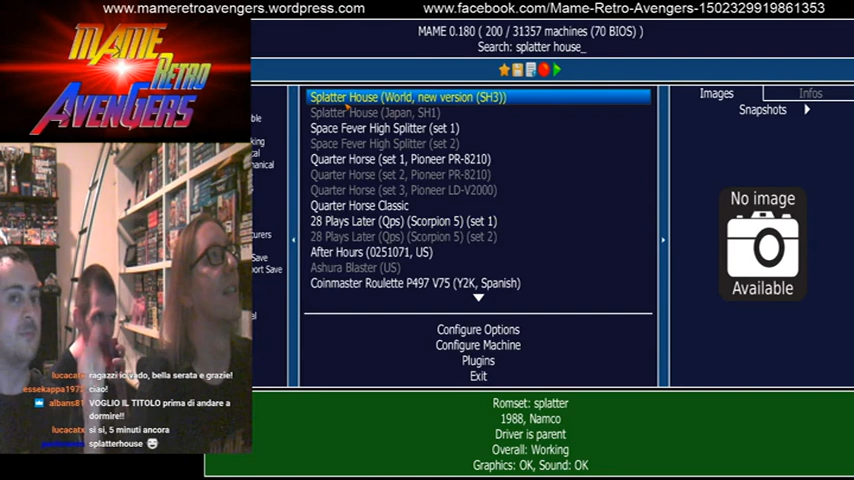 www.mameretroavengers.wordpress.com
www.facebook.com/Mame-Retro-Avengers-1502329919861353
MAME
RETRO
AVENGERS
MAME 0.180 ( 200 / 31357 machines (70 BIOS) )
Search: splatter house_
Splatter House (World, new version (SH3))
Splatter House (Japan, SH1)
Space Fever High Splitter (set 1)
Space Fever High Splitter (set 2)
Quarter Horse (set 1, Pioneer PR-8210)
Quarter Horse (set 2, Pioneer PR-8210)
Quarter Horse (set 3, Pioneer LD-V2000)
Quarter Horse Classic
28 Plays Later (Qps) (Scorpion 5) (set 1)
28 Plays Later (Qps) (Scorpion 5) (set 2)
After Hours (0251071, US)
Ashura Blaster (US)
Coinmaster Roulette P497 V75 (Y2K, Spanish)
Configure Options
Configure Machine
Plugins
Exit
Images
Infos
Snapshots
No image
Available
lucacatx ragazzi io vado, bella serata e grazie!
essekappa197 ciao!
albans81 VOGLIO IL TITOLO prima di andare a
dormire!!
lucacatx si si, 5 minuti ancora
splatterhouse
Romset: splatter
1988, Namco
Driver is parent
Overall: Working
Graphics: OK, Sound: OK